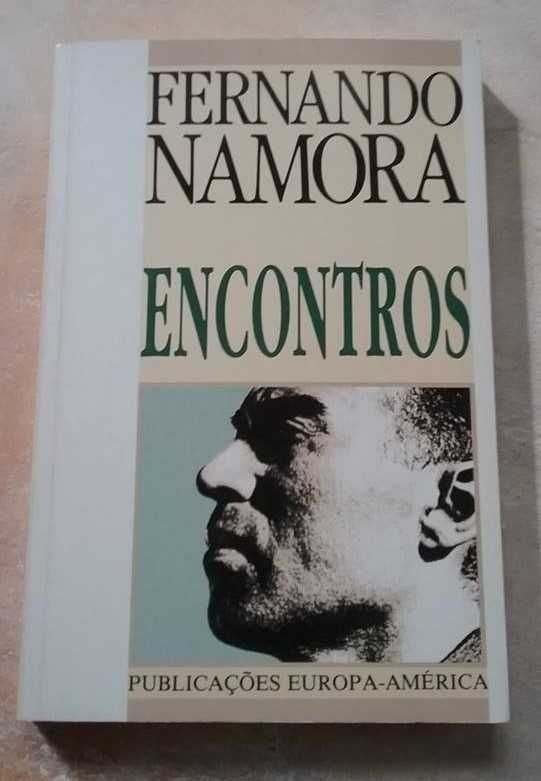 FERNANDO
NAMORA
ENCONTROS
PUBLICAÇÕES EUROPA-AMÉRICA